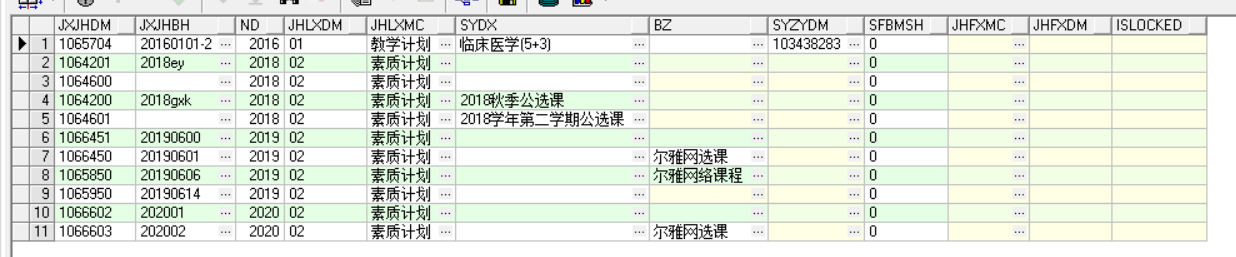 JXJHDM JXJHBH ND JHLXDM JHLXMC SYDX BZ SYZYDM SFBMSH JHFXMC JHFXDM ISLOCKED
1 1065704 20160101-2 ... 2016 01 教学计划 ... 临床医学(5+3) ... ... 103438283 ... 0 ...
2 1064201 2018ey ... 2018 02 素质计划 ... ... ... ... 0 ...
3 1064600 ... 2018 02 素质计划 ... ... ... ... 0 ...
4 1064200 2018gxk ... 2018 02 素质计划 ... 2018秋季公选课 ... ... ... 0 ...
5 1064601 ... 2018 02 素质计划 ... 2018学年第二学期公选课 ... ... ... 0 ...
6 1066451 20190600 ... 2019 02 素质计划 ... ... ... ... 0 ...
7 1066450 20190601 ... 2019 02 素质计划 ... ... 尔雅网选课 ... ... 0 ...
8 1065850 20190606 ... 2019 02 素质计划 ... ... 尔雅网络课程 ... ... 0 ...
9 1065950 20190614 ... 2019 02 素质计划 ... ... ... ... 0 ...
10 1066602 202001 ... 2020 02 素质计划 ... ... ... ... 0 ...
11 1066603 202002 ... 2020 02 素质计划 ... ... 尔雅网选课 ... ... 0 ...